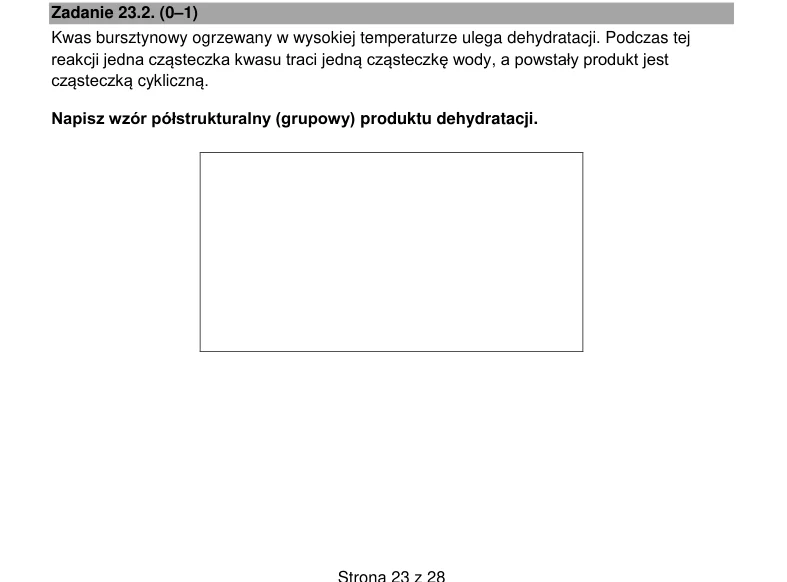 Zadanie 23.2. (0–1)
Kwas bursztynowy ogrzewany w wysokiej temperaturze ulega dehydratacji. Podczas tej
reakcji jedna cząsteczka kwasu traci jedną cząsteczkę wody, a powstały produkt jest
cząsteczką cykliczną.
Napisz wzór półstrukturalny (grupowy) produktu dehydratacji.
Strona 23 z 28